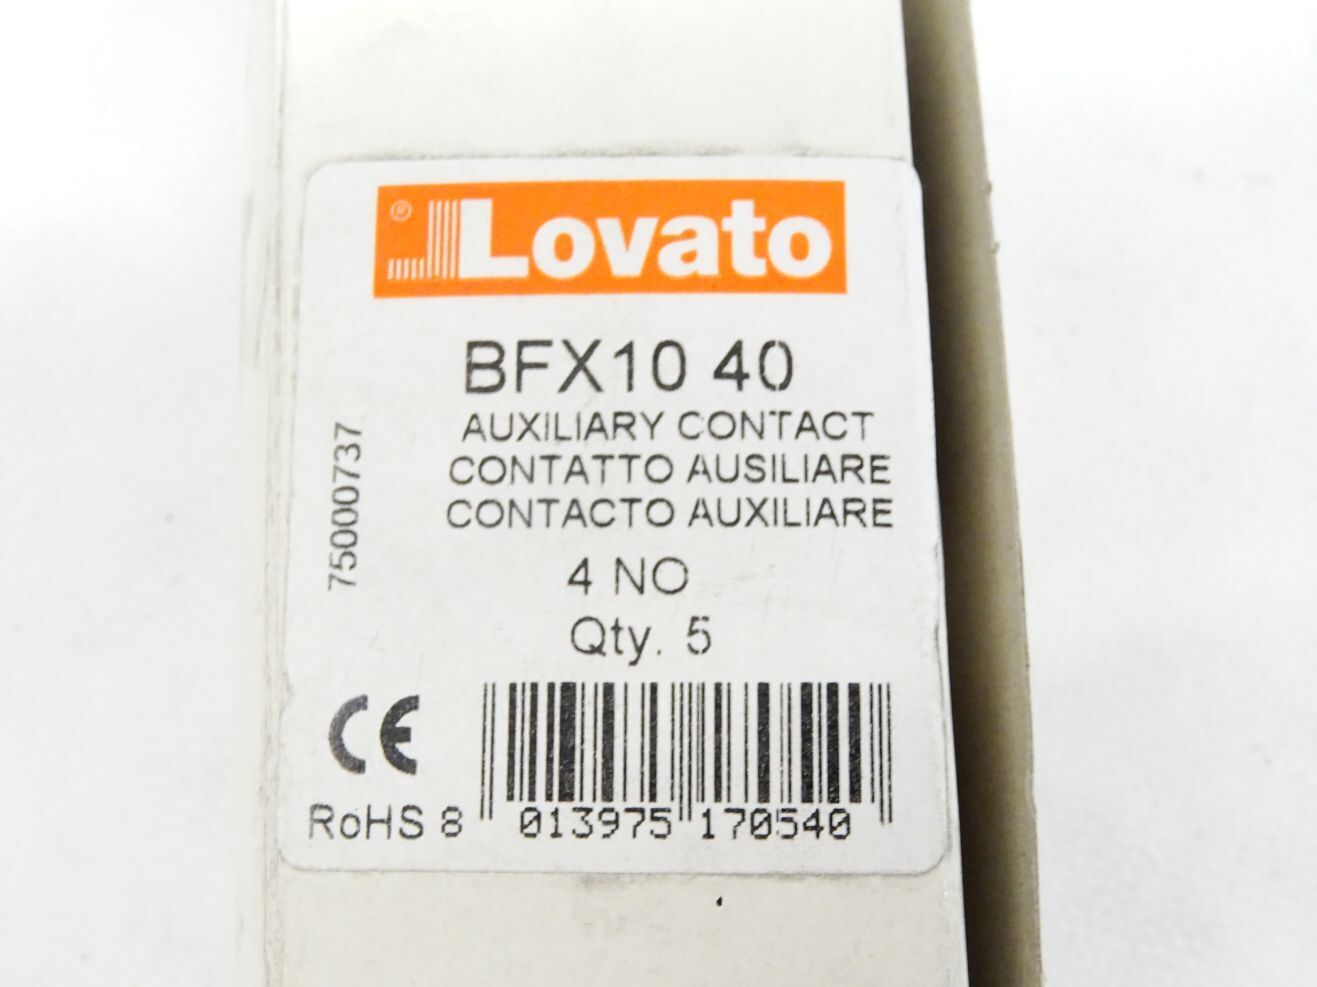 ® Lovato
BFX10 40
AUXILIARY CONTACT
CONTATTO AUSILIARE
CONTACTO AUXILIARE
4 NO
Qty. 5
75000737
CE
RoHS 8 013975 170540